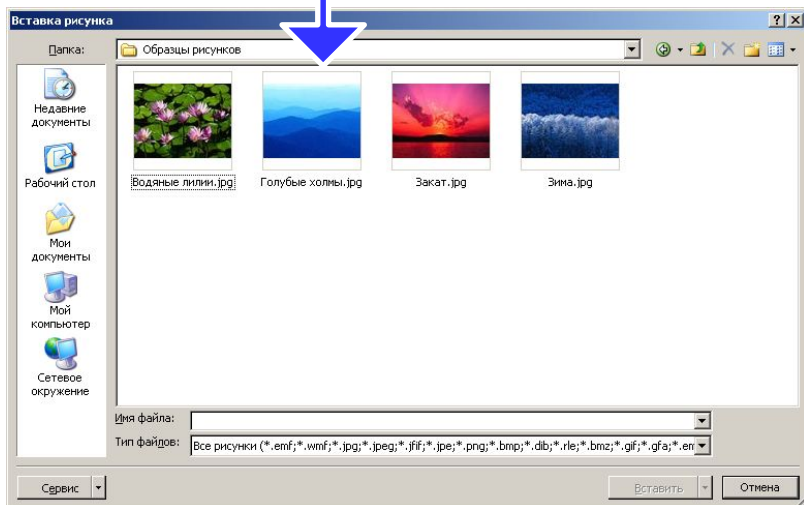 Вставка рисунка
Папка:
Образцы рисунков
Недавние
документы
Рабочий стол
Мои
документы
Мой
компьютер
Сетевое
окружение
Водяные лилии.jpg
Голубые холмы.jpg
Закат.jpg
Зима.jpg
Имя файла:
Тип файлов:
Все рисунки (*.emf;*.wmf;*.jpg;*.jpeg;*.jfif;*.jpe;*.png;*.bmp;*.dib;*.rle;*.bmz;*.gif;*.gfa;*.em
Сервис
Вставить
Отмена